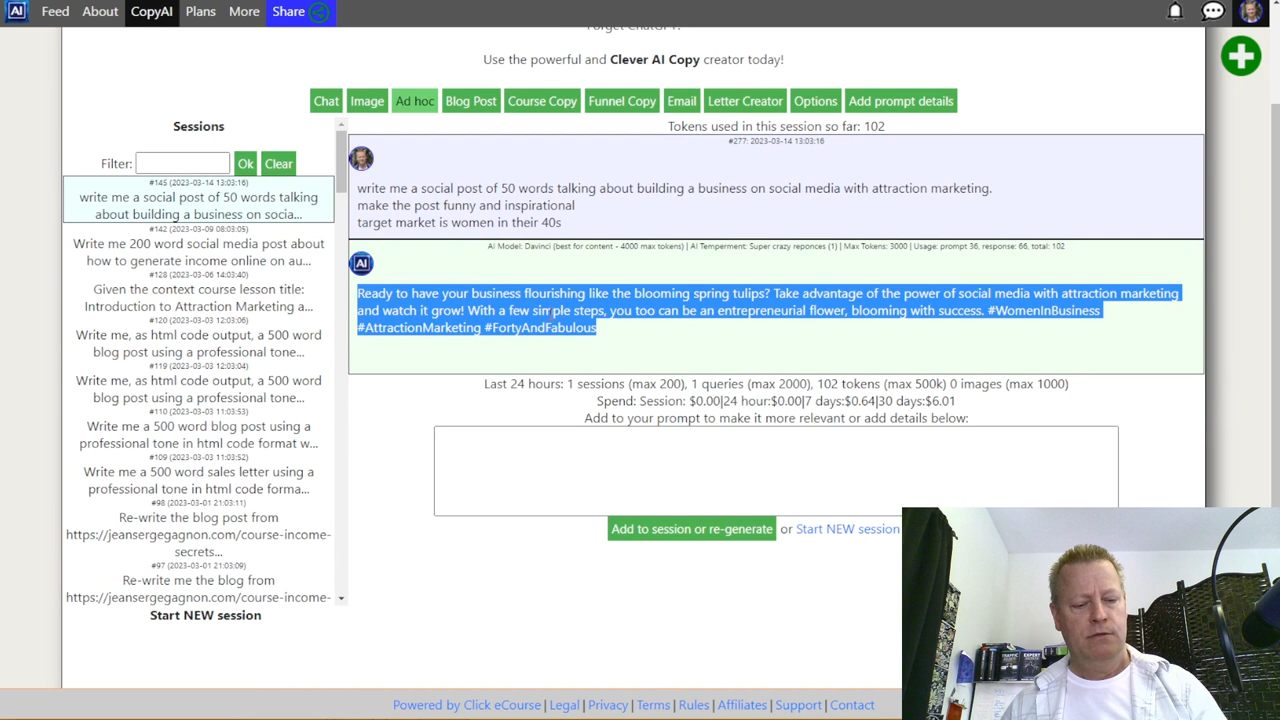 AI Feed About CopyAI Plans More Share
Forget ChatGPT.
Use the powerful and Clever AI Copy creator today!
Chat Image Ad hoc Blog Post Course Copy Funnel Copy Email Letter Creator Options Add prompt details
Sessions
Filter: Ok Clear
#145 (2023-03-14 13:03:16)
write me a social post of 50 words talking
about building a business on socia...
#142 (2023-03-09 08:03:05)
Write me 200 word social media post about
how to generate income online on au...
#128 (2023-03-06 14:03:40)
Given the context course lesson title:
Introduction to Attraction Marketing a...
#120 (2023-03-03 12:03:06)
Write me, as html code output, a 500 word
blog post using a professional tone...
#119 (2023-03-03 12:03:04)
Write me, as html code output, a 500 word
blog post using a professional tone...
#110 (2023-03-03 11:03:53)
Write me a 500 word blog post using a
professional tone in html code format w...
#109 (2023-03-03 11:03:52)
Write me a 500 word sales letter using a
professional tone in html code forma...
#98 (2023-03-01 21:03:11)
Re-write the blog post from
https://jeansergegagnon.com/course-income-
secrets...
#97 (2023-03-01 21:03:09)
Re-write me the blog from
https://jeansergegagnon.com/course-income-
Start NEW session
Tokens used in this session so far: 102
#277: 2023-03-14 13:03:16
write me a social post of 50 words talking about building a business on social media with attraction marketing.
make the post funny and inspirational
target market is women in their 40s
AI Model: Davinci (best for content - 4000 max tokens) | AI Temperment: Super crazy reponces (1) | Max Tokens: 3000 | Usage: prompt 36, response: 66, total: 102
AI
Ready to have your business flourishing like the blooming spring tulips? Take advantage of the power of social media with attraction marketing
and watch it grow! With a few simple steps, you too can be an entrepreneurial flower, blooming with success. #WomenInBusiness
#AttractionMarketing #FortyAndFabulous
Last 24 hours: 1 sessions (max 200), 1 queries (max 2000), 102 tokens (max 500k) 0 images (max 1000)
Spend: Session: $0.00|24 hour:$0.00|7 days:$0.64|30 days:$6.01
Add to your prompt to make it more relevant or add details below:
Add to session or re-generate or Start NEW session
TRAFFIC
EXPERT
Powered by Click eCourse | Legal | Privacy | Terms | Rules | Affiliates | Support | Contact